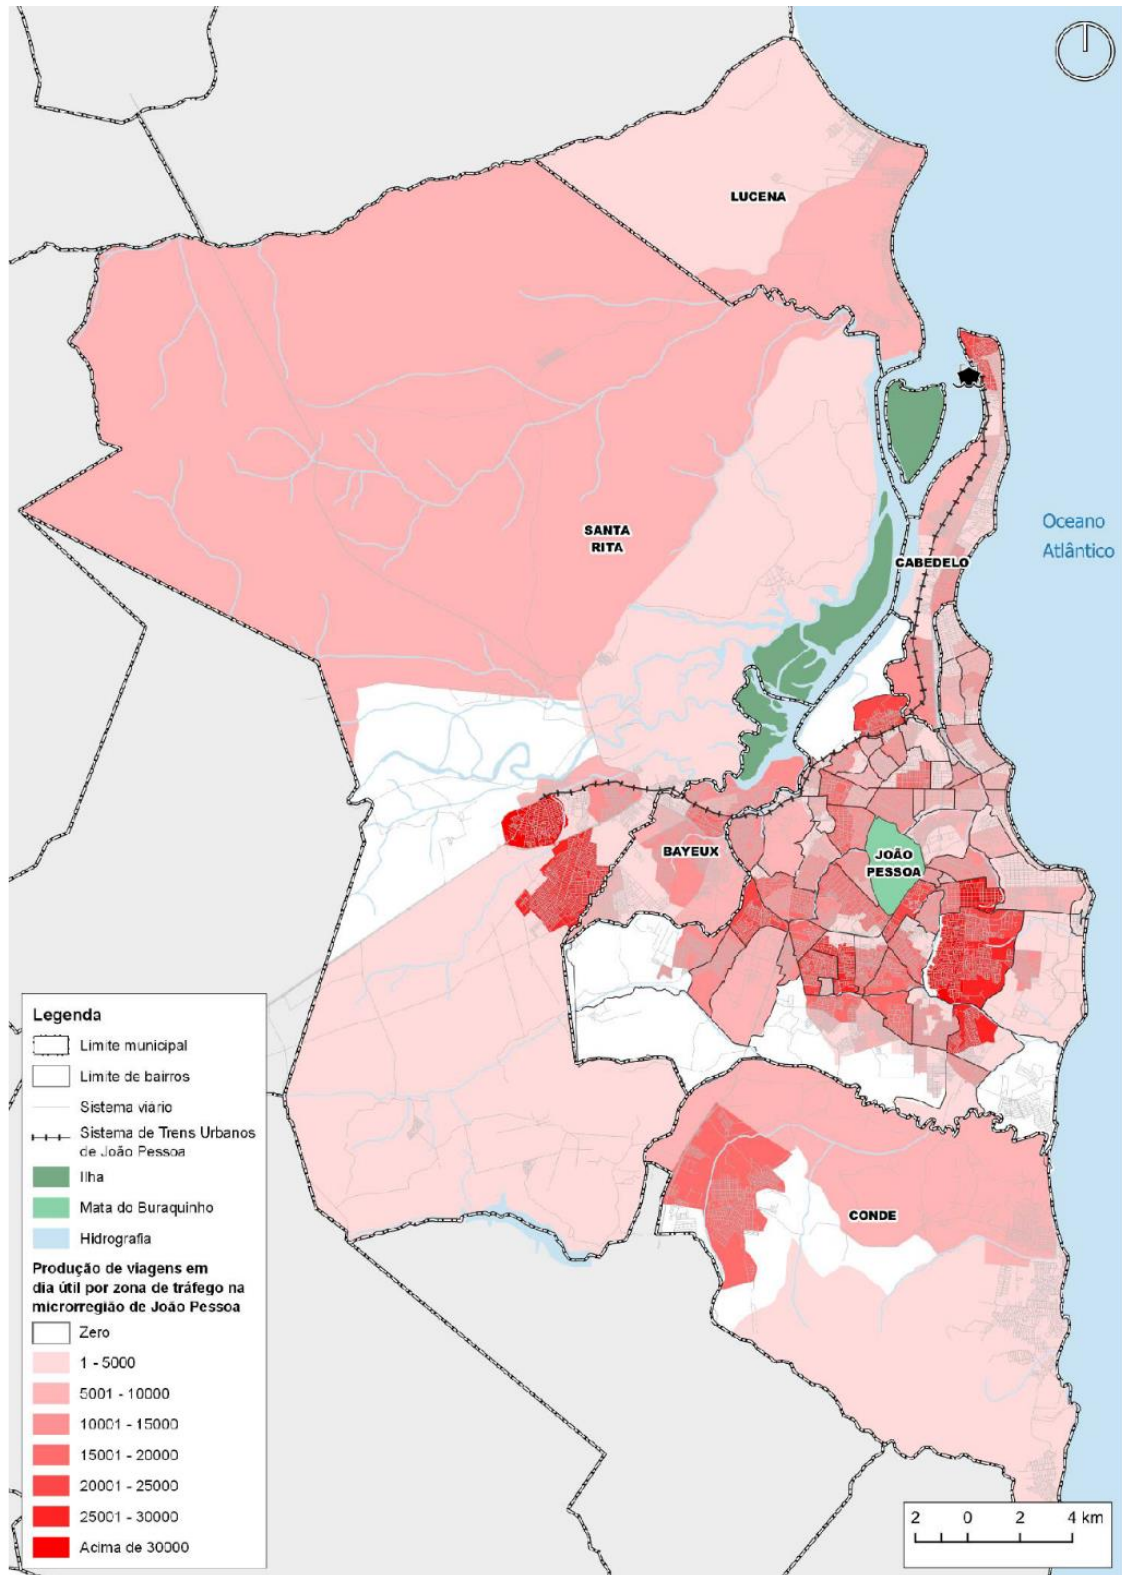 LUCENA
SANTA
RITA
CABEDELO
Oceano
Atlântico
BAYEUX
JOÃO
PESSOA
CONDE
Legenda
Limite municipal
Limite de bairros
Sistema viário
Sistema de Trens Urbanos
de João Pessoa
Ilha
Mata do Buraquinho
Hidrografia
Produção de viagens em
dia útil por zona de tráfego na
microrregião de João Pessoa
Zero
1 - 5000
5001 - 10000
10001 - 15000
15001 - 20000
20001 - 25000
25001 - 30000
Acima de 30000
2 0 2 4 km